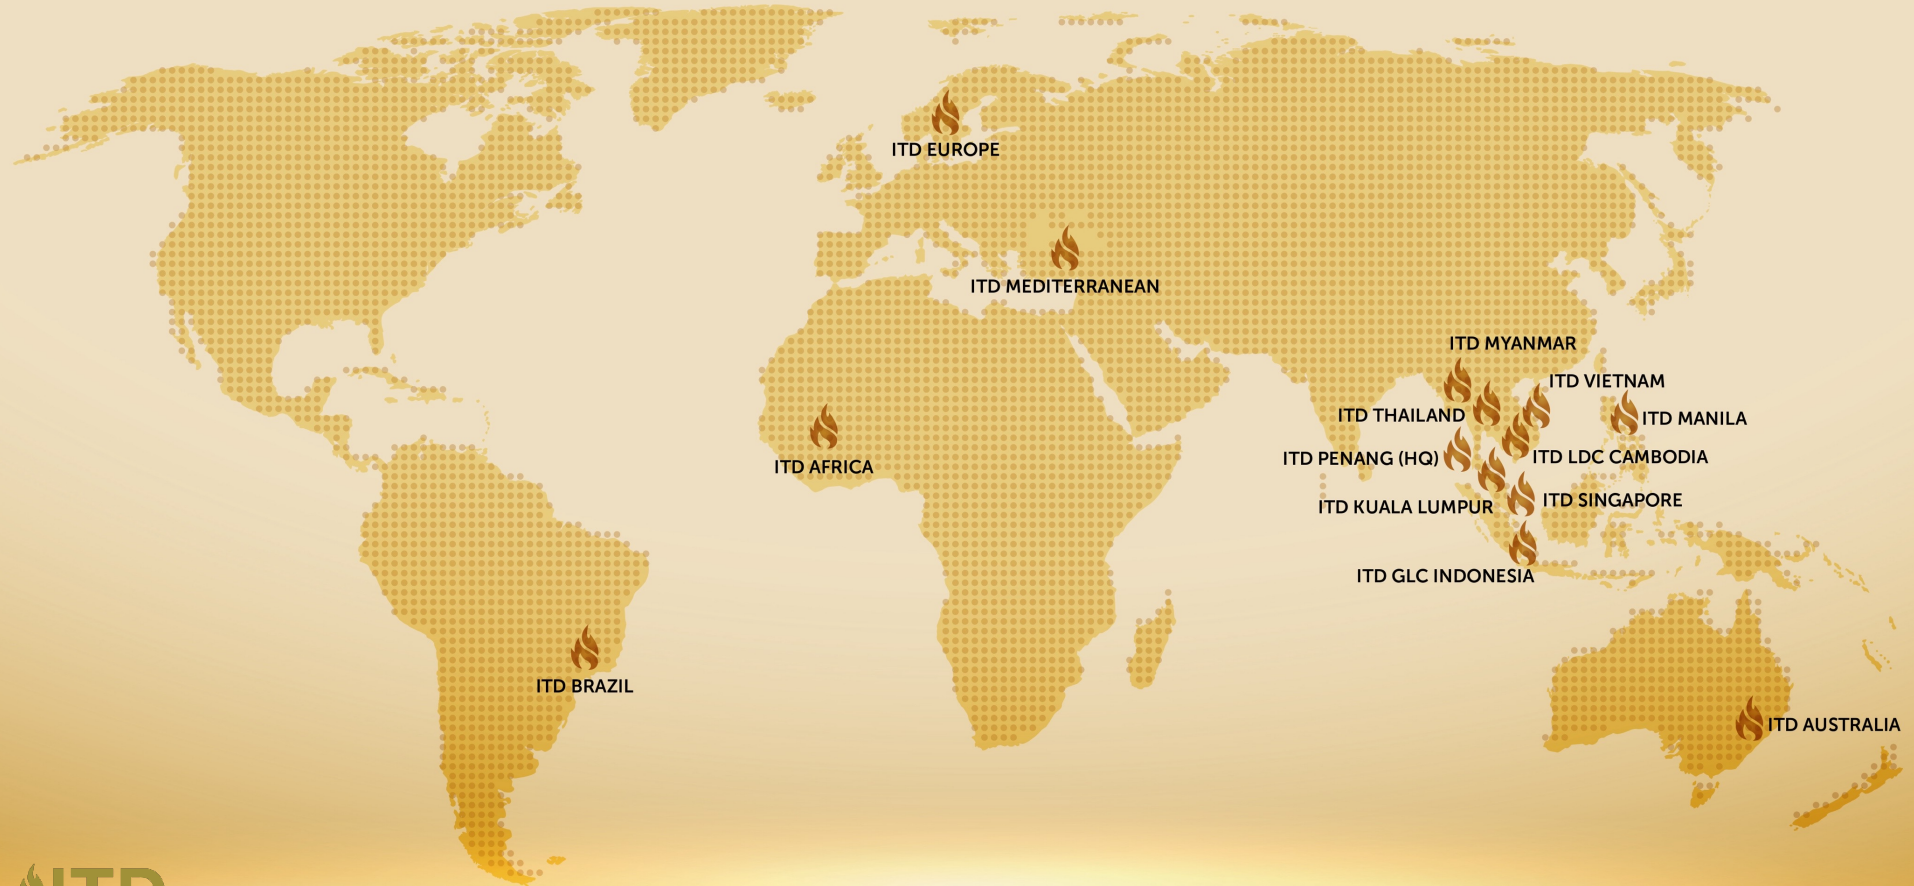 ITD EUROPE
ITD MEDITERRANEAN
ITD MYANMAR
ITD VIETNAM
ITD THAILAND
ITD MANILA
ITD PENANG (HQ)
ITD LDC CAMBODIA
ITD AFRICA
ITD KUALA LUMPUR
ITD SINGAPORE
ITD GLC INDONESIA
ITD BRAZIL
ITD AUSTRALIA
ITD